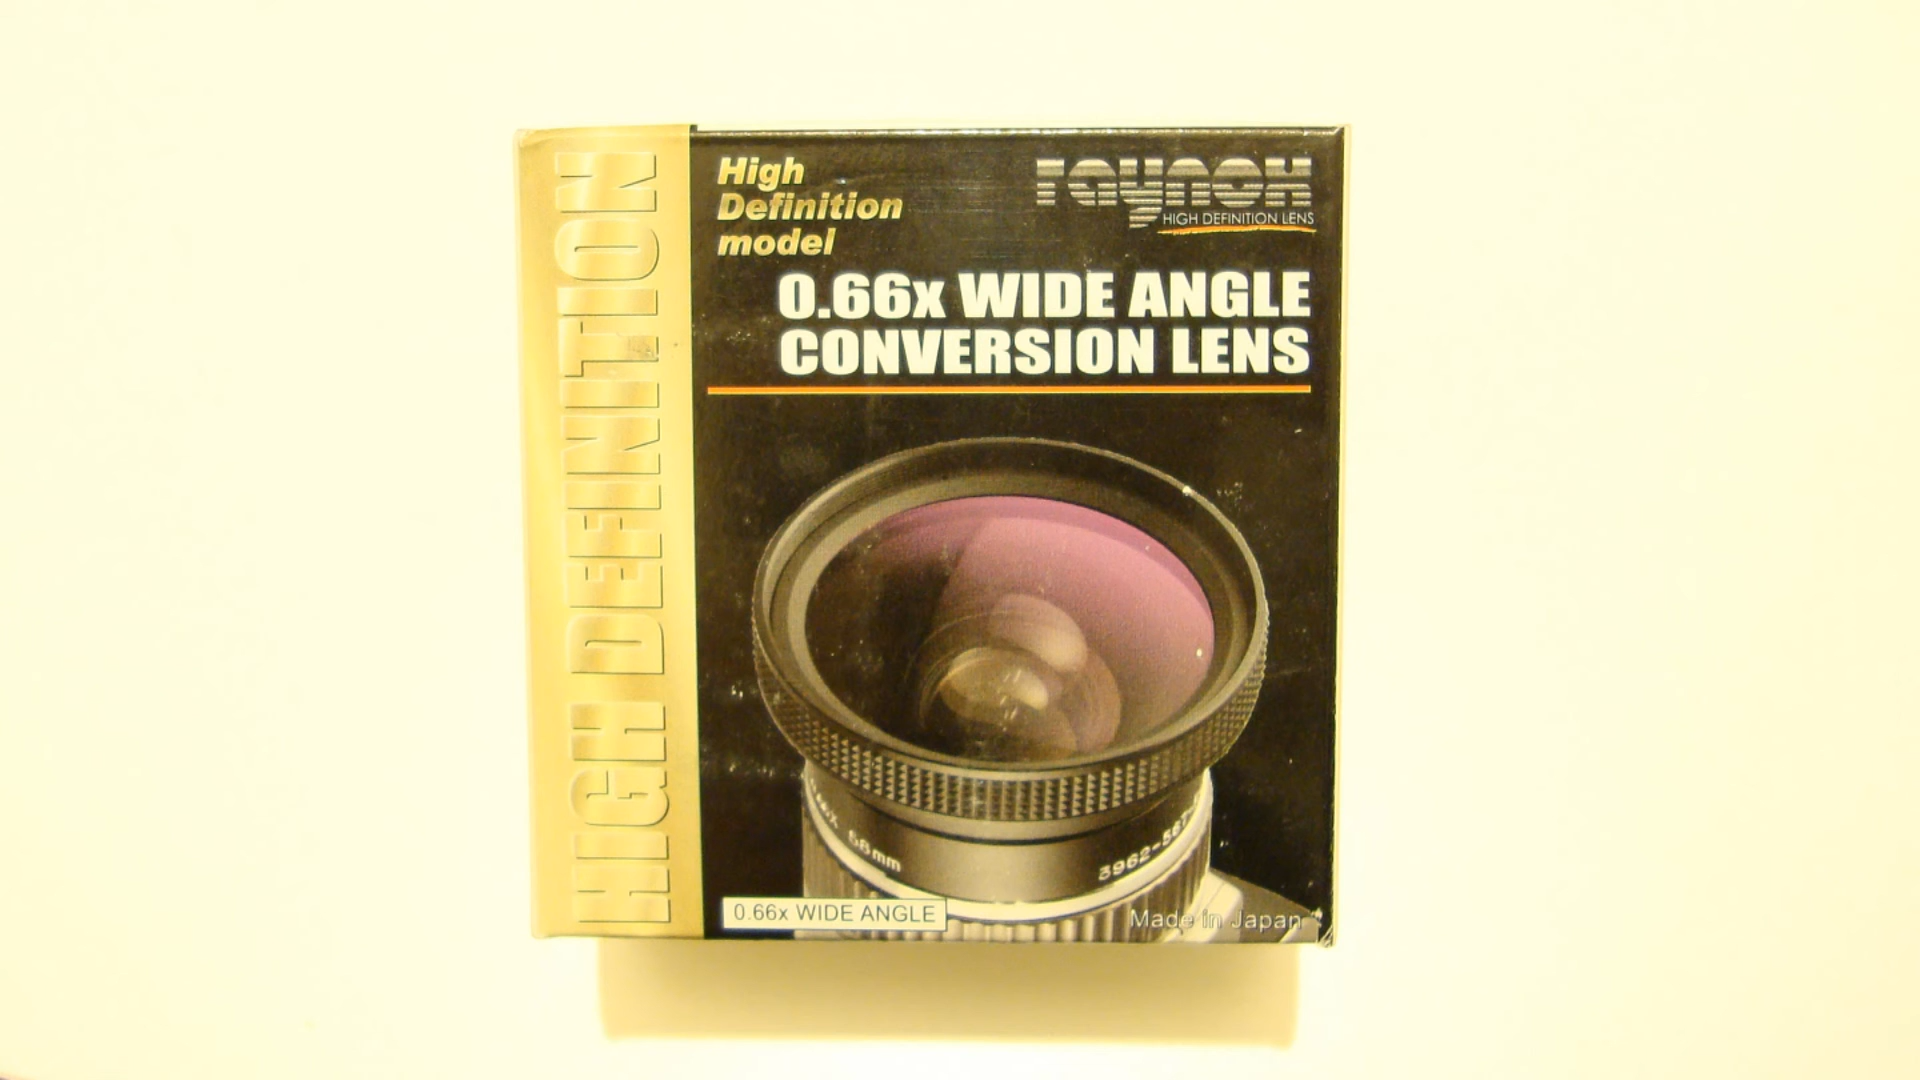 HIGH DEFINITION
High
Definition
model
raynox
HIGH DEFINITION LENS
0.66x WIDE ANGLE
CONVERSION LENS
58mm
0.66x WIDE ANGLE
Made in Japan